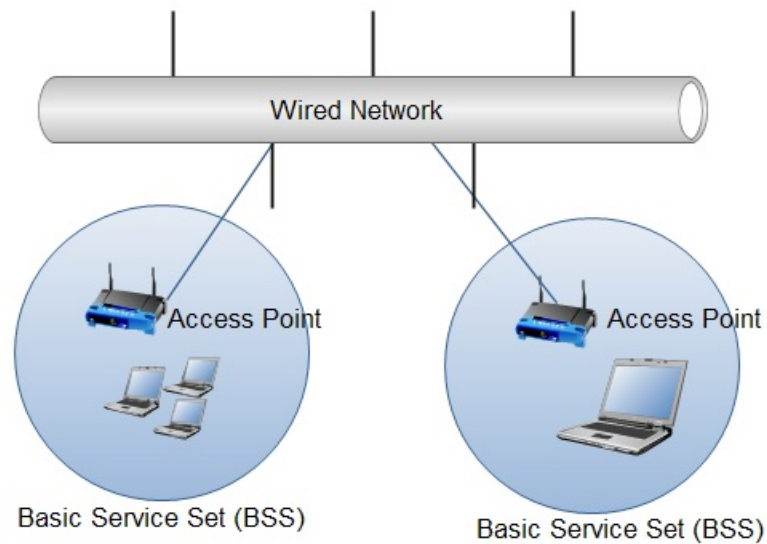 Wired Network
Access Point
Access Point
Basic Service Set (BSS)
Basic Service Set (BSS)